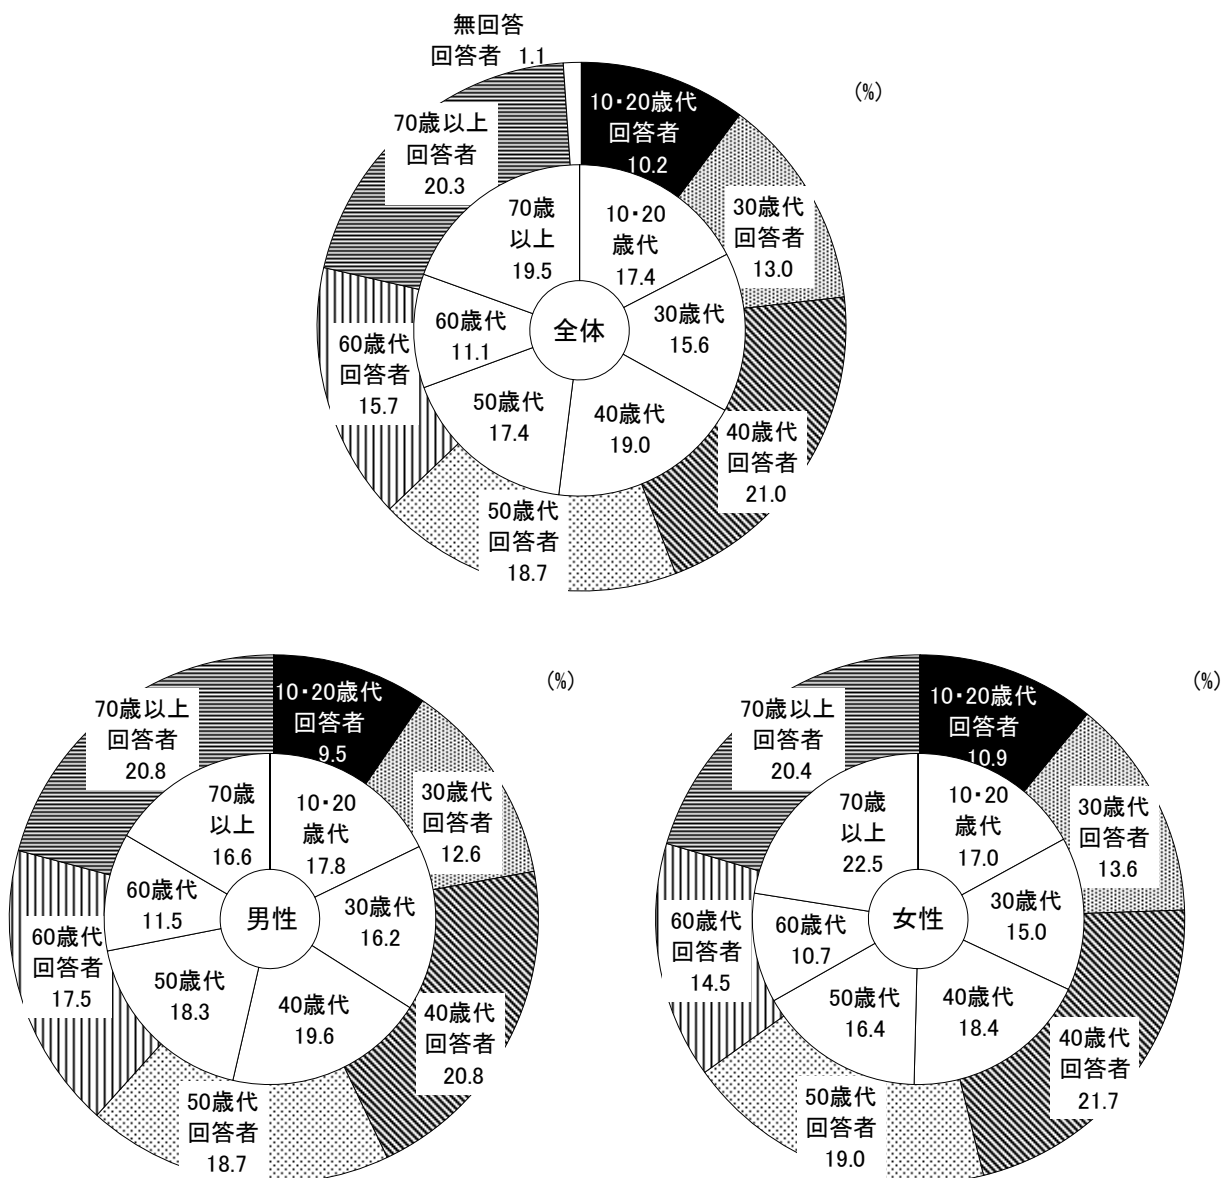 無回答
回答者 1.1
(%)
10・20歳代
回答者
10.2
30歳代
回答者
13.0
40歳代
回答者
21.0
50歳代
回答者
18.7
60歳代
回答者
15.7
70歳以上
回答者
20.3
10・20
歳代
17.4
30歳代
15.6
40歳代
19.0
50歳代
17.4
60歳代
11.1
70歳
以上
19.5
全体
(%)
10・20歳代
回答者
9.5
30歳代
回答者
12.6
40歳代
回答者
20.8
50歳代
回答者
18.7
60歳代
回答者
17.5
70歳以上
回答者
20.8
10・20
歳代
17.8
30歳代
16.2
40歳代
19.6
50歳代
18.3
60歳代
11.5
70歳
以上
16.6
男性
(%)
10・20歳代
回答者
10.9
30歳代
回答者
13.6
40歳代
回答者
21.7
50歳代
回答者
19.0
60歳代
回答者
14.5
70歳以上
回答者
20.4
10・20
歳代
17.0
30歳代
15.0
40歳代
18.4
50歳代
16.4
60歳代
10.7
70歳
以上
22.5
女性